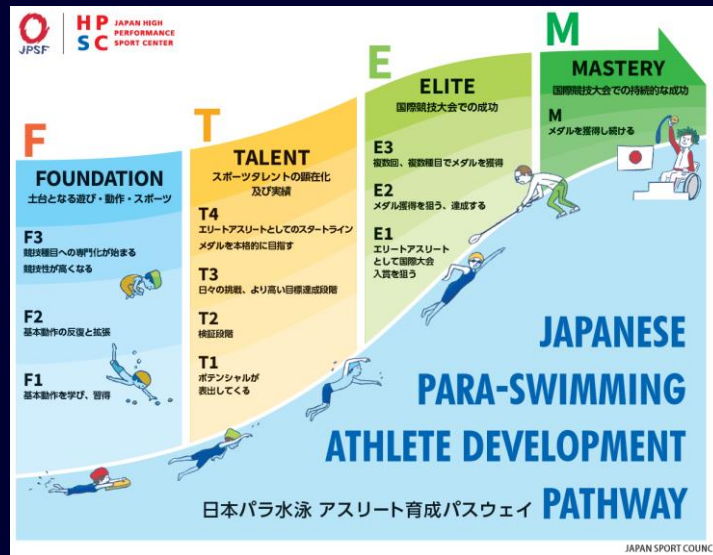 JPSF
HPSC JAPAN HIGH PERFORMANCE SPORT CENTER
F
FOUNDATION
土台となる遊び・動作・スポーツ
F3
競技種目への専門化が始まる
競技性が高くなる
F2
基本動作の反復と拡張
F1
基本動作を学び、習得
T
TALENT
スポーツタレントの顕在化
及び実績
T4
エリートアスリートとしてのスタートライン
メダルを本格的に目指す
T3
日々の挑戦、より高い目標達成段階
T2
検証段階
T1
ポテンシャルが
表出してくる
E
ELITE
国際競技大会での成功
E3
複数回、複数種目でメダルを獲得
E2
メダル獲得を狙う、達成する
E1
エリートアスリート
として国際大会
入賞を狙う
M
MASTERY
国際競技大会での持続的な成功
M
メダルを獲得し続ける
JAPANESE
PARA-SWIMMING
ATHLETE DEVELOPMENT
PATHWAY
日本パラ水泳 アスリート育成パスウェイ
JAPAN SPORT COUNC